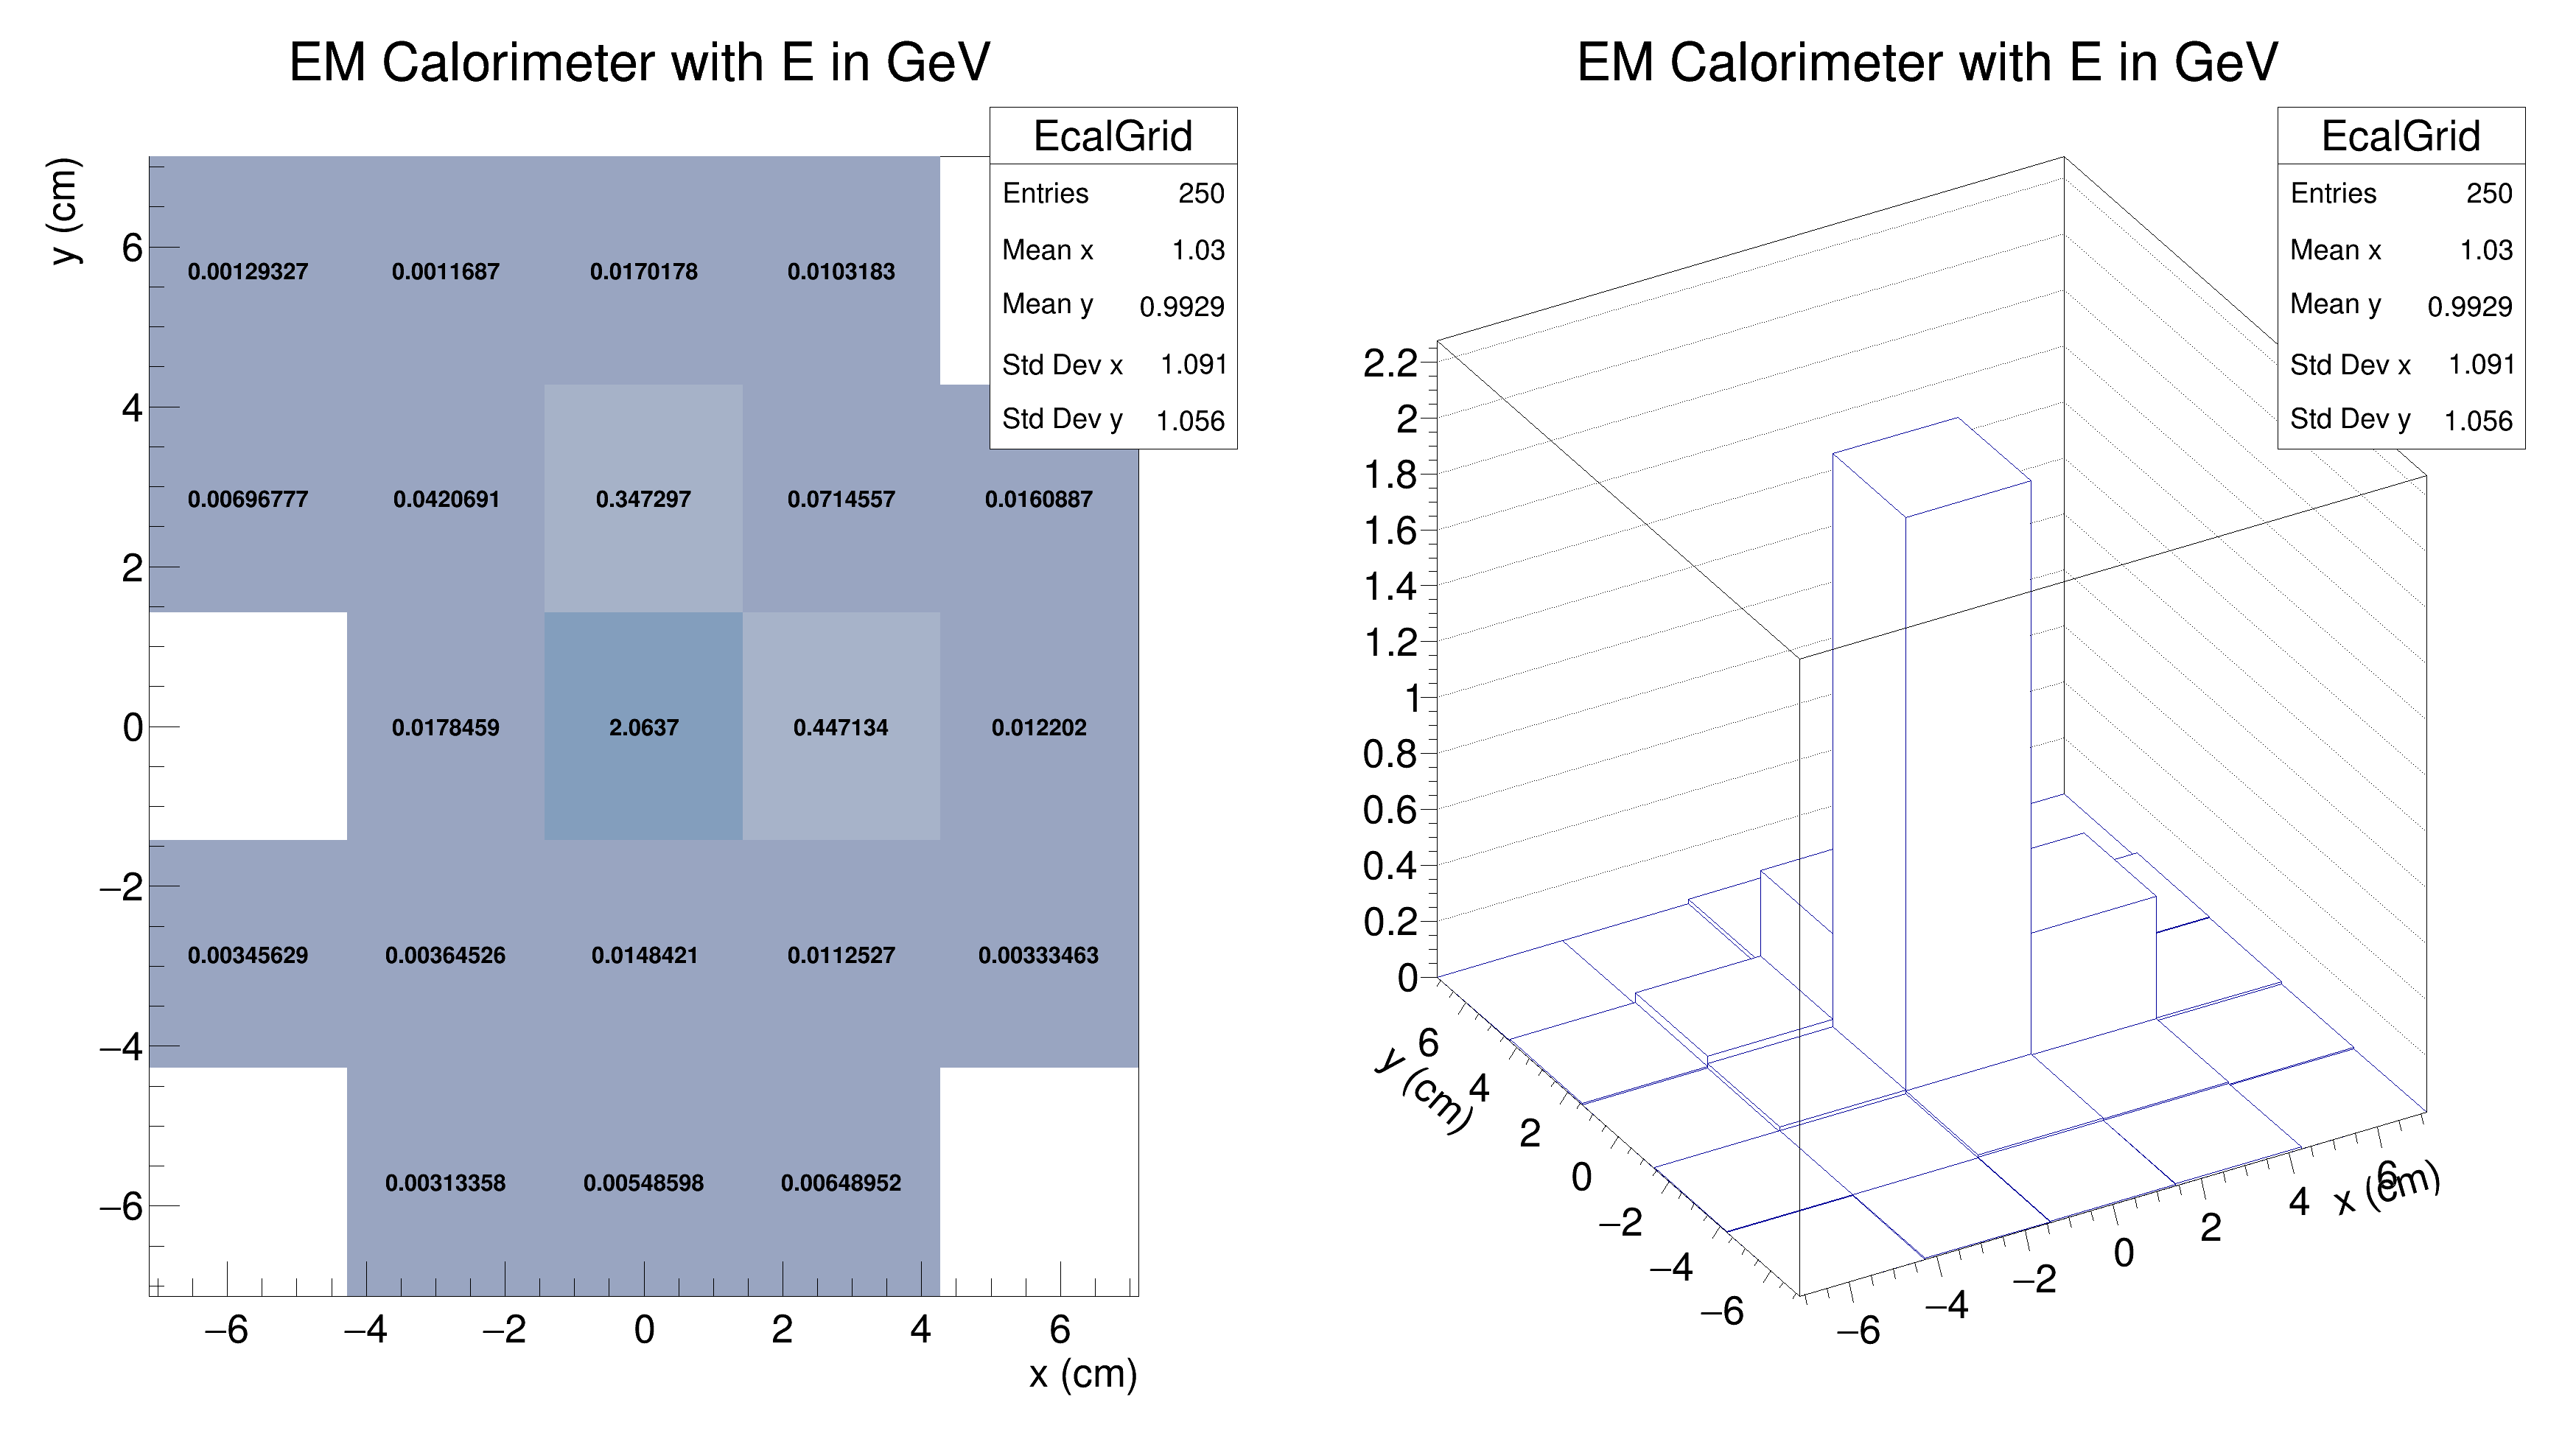 EM Calorimeter with E in GeV
EcalGrid
Entries 250
Mean x 1.03
Mean y 0.9929
Std Dev x 1.091
Std Dev y 1.056
y (cm)
6
4
2
0
−2
−4
−6
0.00129327 0.0011687 0.0170178 0.0103183
0.00696777 0.0420691 0.347297 0.0714557 0.0160887
0.0178459 2.0637 0.447134 0.012202
0.00345629 0.00364526 0.0148421 0.0112527 0.00333463
0.00313358 0.00548598 0.00648952
−6 −4 −2 0 2 4 6
x (cm)
EM Calorimeter with E in GeV
EcalGrid
Entries 250
Mean x 1.03
Mean y 0.9929
Std Dev x 1.091
Std Dev y 1.056
2.2
2
1.8
1.6
1.4
1.2
1
0.8
0.6
0.4
0.2
0
y (cm)
6
4
2
0
−2
−4
−6
−6 −4 −2 0 2 4 6
x (cm)